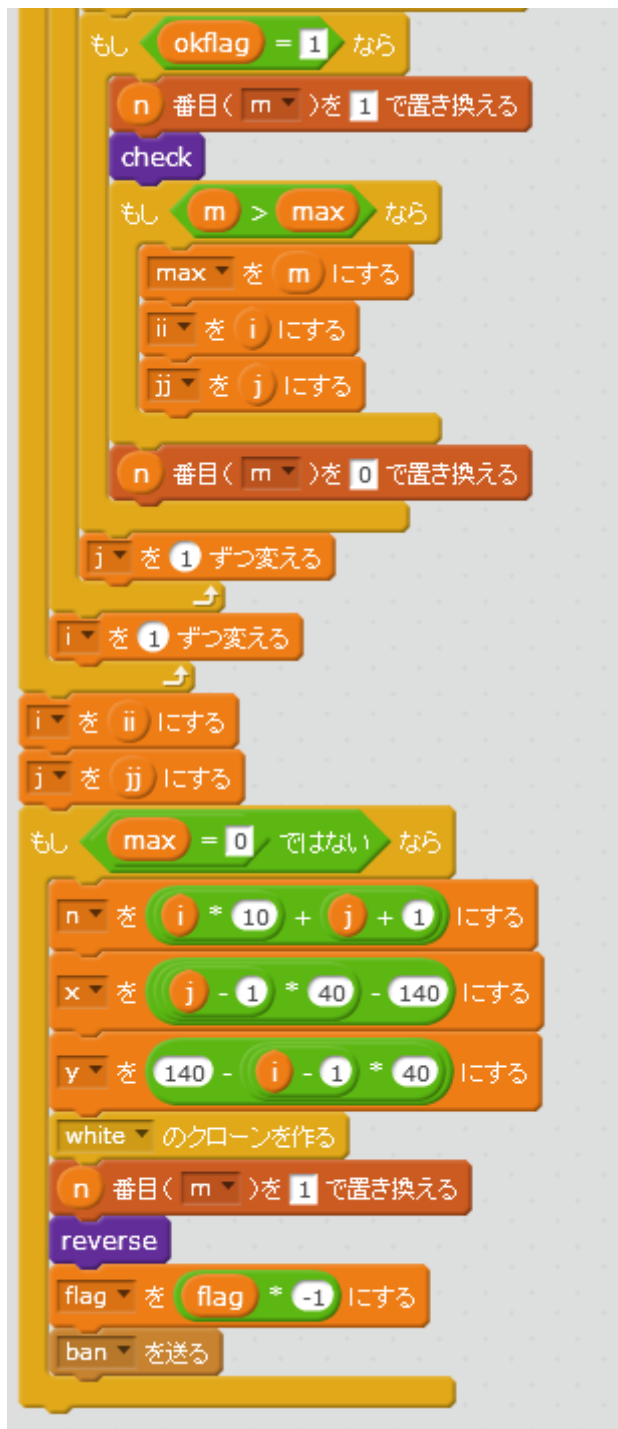 もし okflag = 1 なら
n 番目( m )を 1 で置き換える
check
もし m > max なら
max を m にする
ii を i にする
jj を j にする
n 番目( m )を 0 で置き換える
j を 1 ずつ変える
i を 1 ずつ変える
i を ii にする
j を jj にする
もし max = 0 ではない なら
n を i * 10 + j + 1 にする
x を j - 1 * 40 - 140 にする
y を 140 - i - 1 * 40 にする
white のクローンを作る
n 番目( m )を 1 で置き換える
reverse
flag を flag * -1 にする
ban を送る